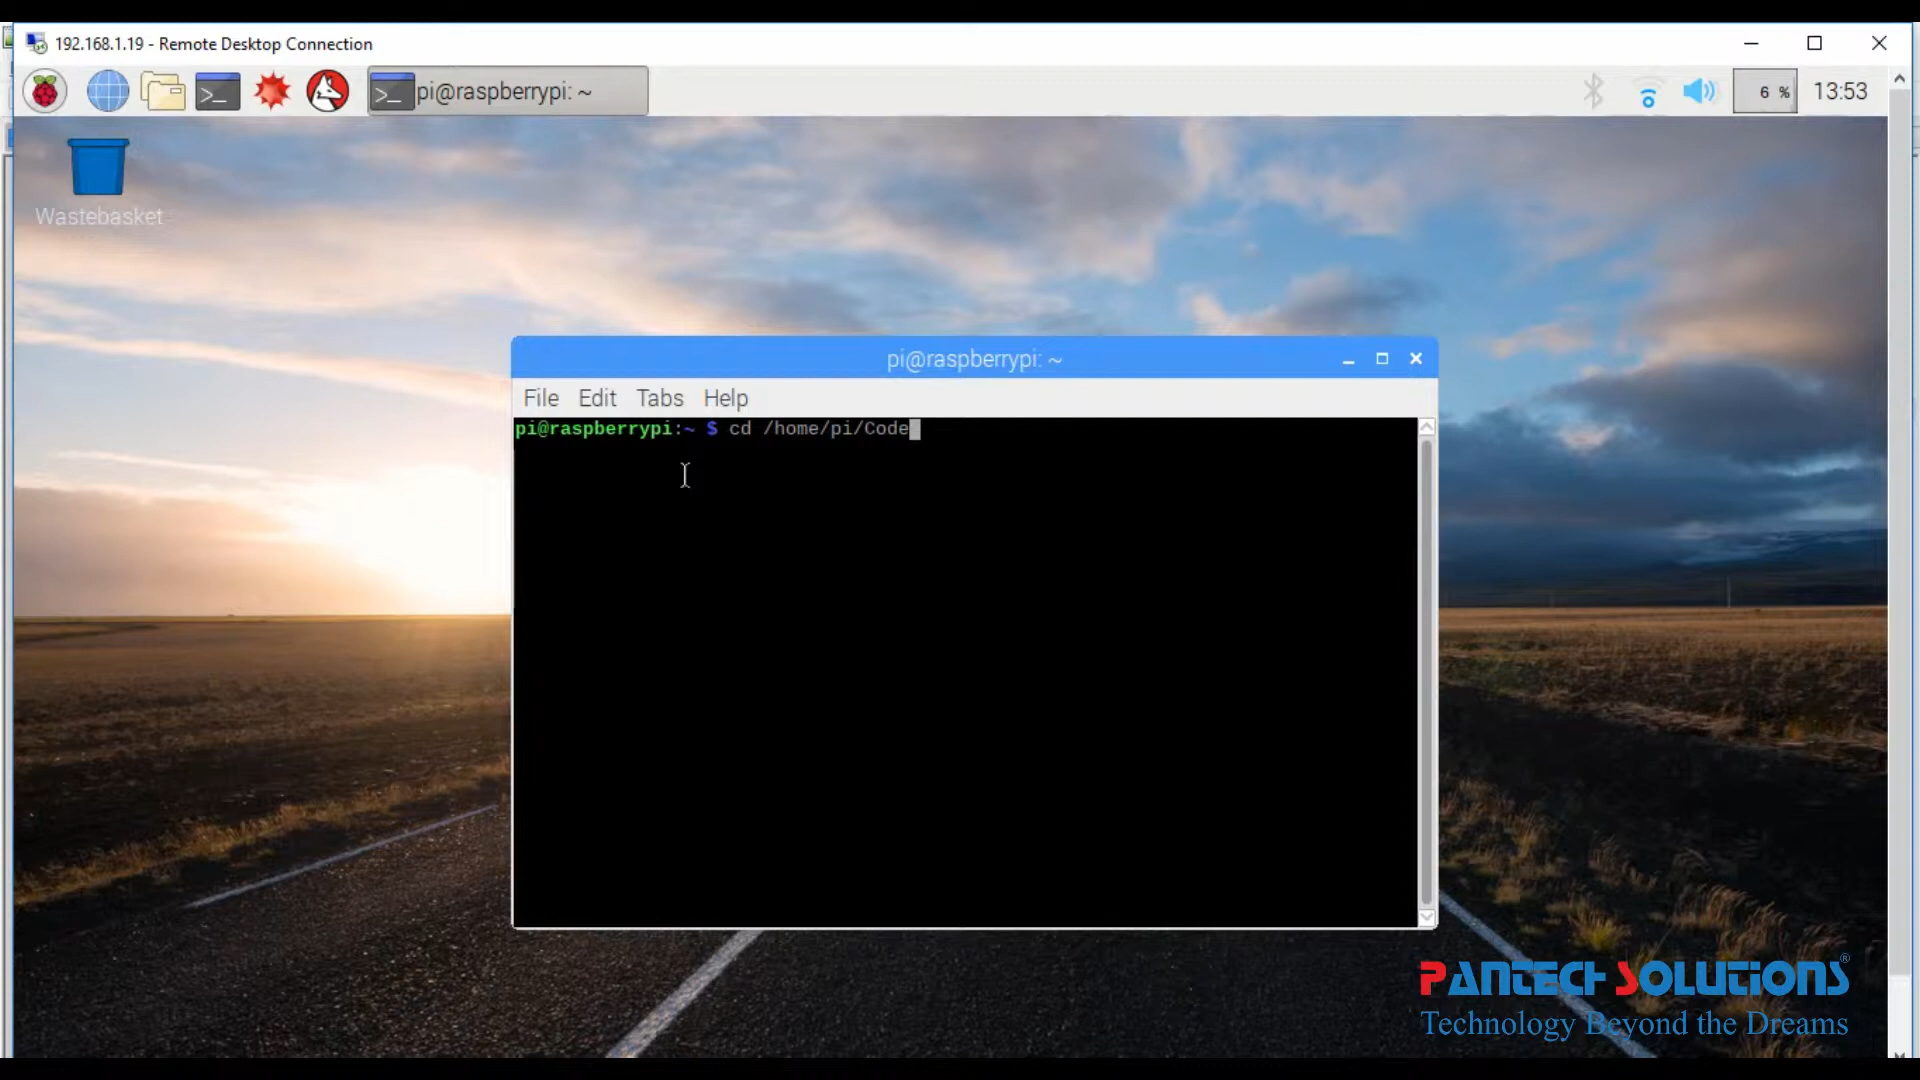 192.168.1.19 - Remote Desktop Connection
pi@raspberrypi: ~
6 %
13:53
Wastebasket
pi@raspberrypi: ~
File Edit Tabs Help
pi@raspberrypi:~ $ cd /home/pi/Code
PANTECH SOLUTIONS®
Technology Beyond the Dreams